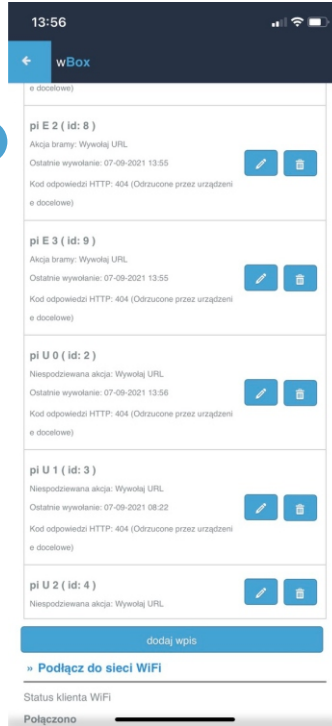 13:56
wBox
e docelowe)
pi E 2 ( id: 8 )
Akcja bramy: Wywołaj URL
Ostatnie wywołanie: 07-09-2021 13:55
Kod odpowiedzi HTTP: 404 (Odrzucone przez urządzeni
e docelowe)
pi E 3 ( id: 9 )
Akcja bramy: Wywołaj URL
Ostatnie wywołanie: 07-09-2021 13:55
Kod odpowiedzi HTTP: 404 (Odrzucone przez urządzeni
e docelowe)
pi U 0 ( id: 2 )
Niespodziewana akcja: Wywołaj URL
Ostatnie wywołanie: 07-09-2021 13:56
Kod odpowiedzi HTTP: 404 (Odrzucone przez urządzeni
e docelowe)
pi U 1 ( id: 3 )
Niespodziewana akcja: Wywołaj URL
Ostatnie wywołanie: 07-09-2021 08:22
Kod odpowiedzi HTTP: 404 (Odrzucone przez urządzeni
e docelowe)
pi U 2 ( id: 4 )
Niespodziewana akcja: Wywołaj URL
dodaj wpis
» Podłącz do sieci WiFi
Status klienta WiFi
Połączono